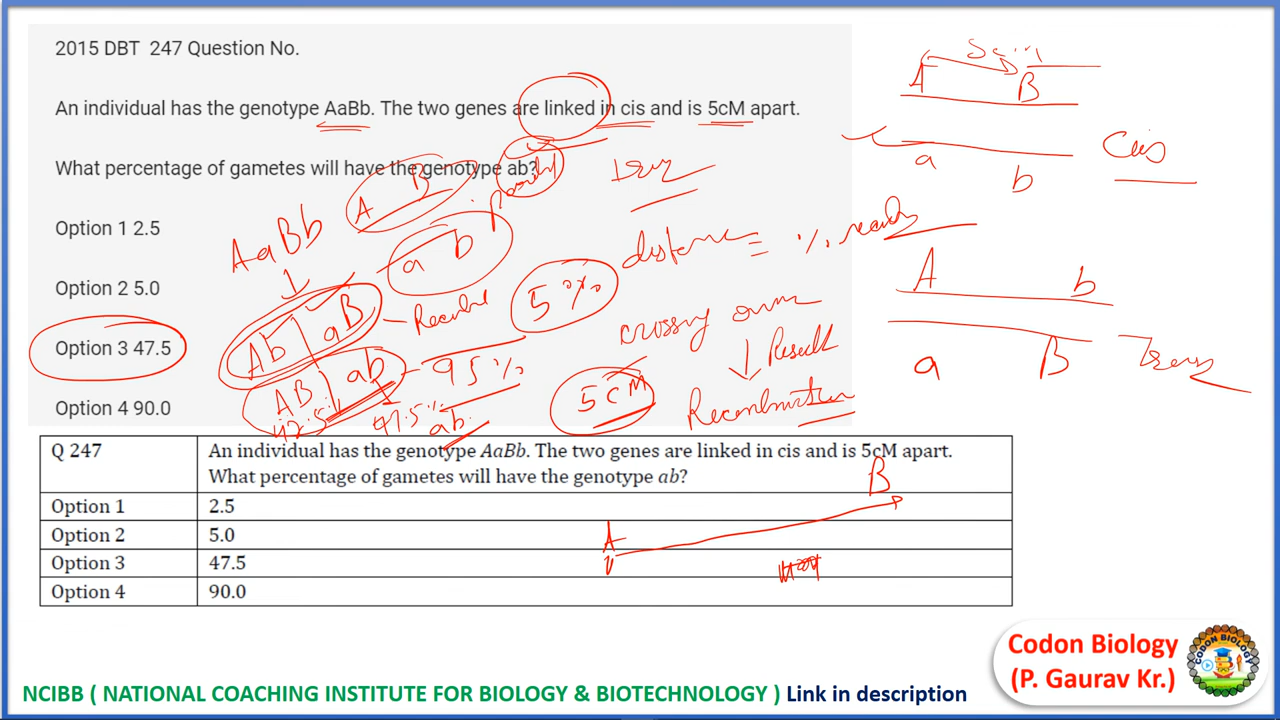 2015 DBT 247 Question No.
An individual has the genotype AaBb. The two genes are linked in cis and is 5cM apart.
What percentage of gametes will have the genotype ab?
Option 1 2.5
Option 2 5.0
Option 3 47.5
Option 4 90.0
A B
a b
AaBb
Ab aB
5%
AB ab 95%
47.5%
ab
distance = %
crossing over
Result
5cM
Recombination
A B
a b
Cis
A b
a B
Trans
Q 247 An individual has the genotype AaBb. The two genes are linked in cis and is 5cM apart.
What percentage of gametes will have the genotype ab?
Option 1 2.5
Option 2 5.0
Option 3 47.5
Option 4 90.0
A B
CODON BIOLOGY
Codon Biology
(P. Gaurav Kr.)
NCIBB ( NATIONAL COACHING INSTITUTE FOR BIOLOGY & BIOTECHNOLOGY ) Link in description